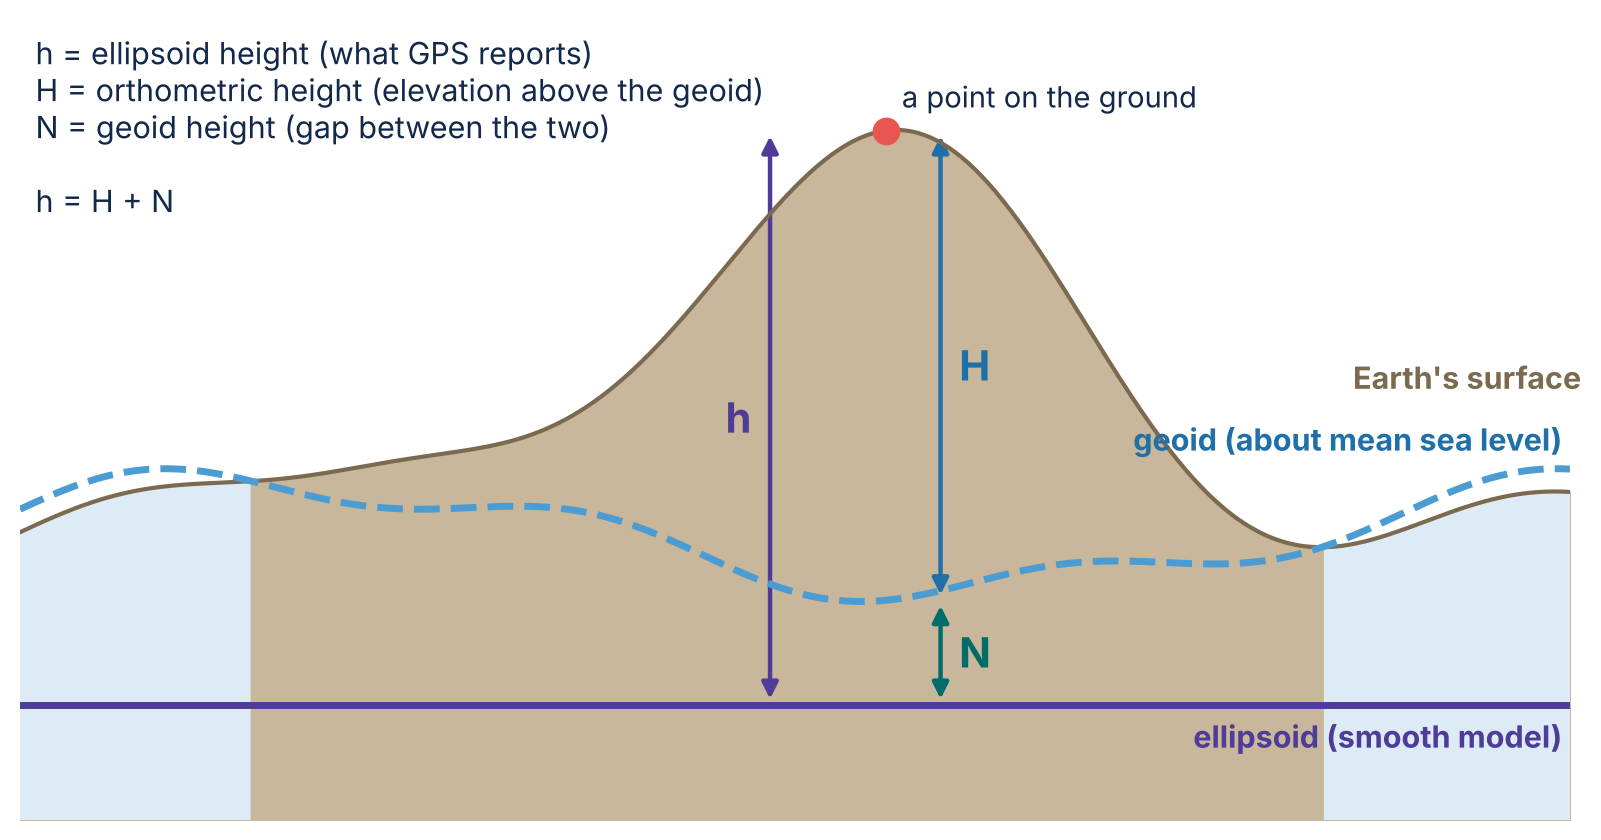 h = ellipsoid height (what GPS reports)
H = orthometric height (elevation above the geoid)
N = geoid height (gap between the two)
h = H + N
a point on the ground
H
h
Earth's surface
geoid (about mean sea level)
N
ellipsoid (smooth model)